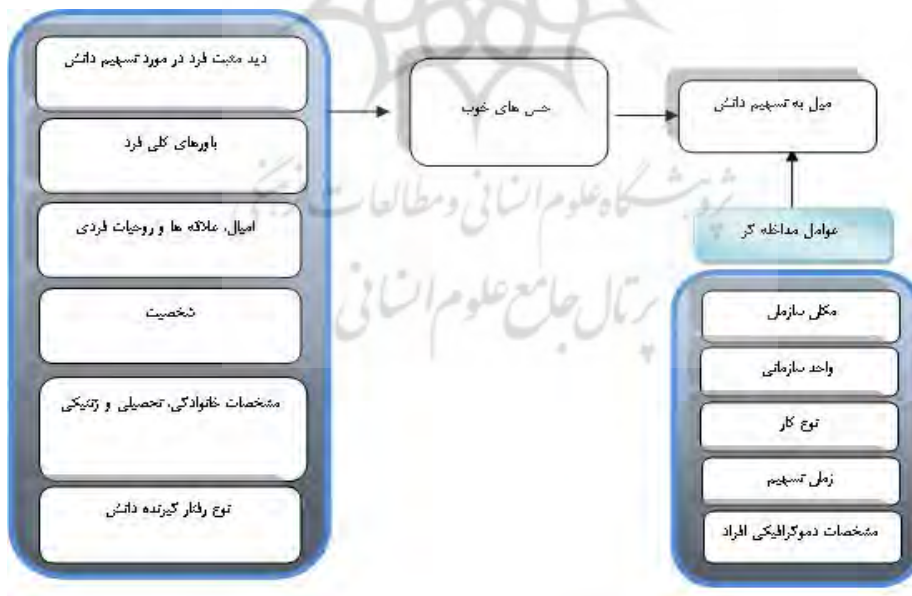 دید مثبت فرد در مورد تسهیم دانش
باورهای کلی فرد
امیال، علاقه ها و روحیات فردی
شخصیت
مشخصات خانوادگی، تحصیلی و ژنتیکی
نوع رفتار گیرنده دانش
حس های خوب
میل به تسهیم دانش
عوامل مداخله گر
سازمانی
واحد سازمانی
نوع کار
تسهیم
مشخصات دموگرافیکی افراد
پژوهشگاه علوم انسانی و مطالعات فرهنگی
پرتال جامع علوم انسانی